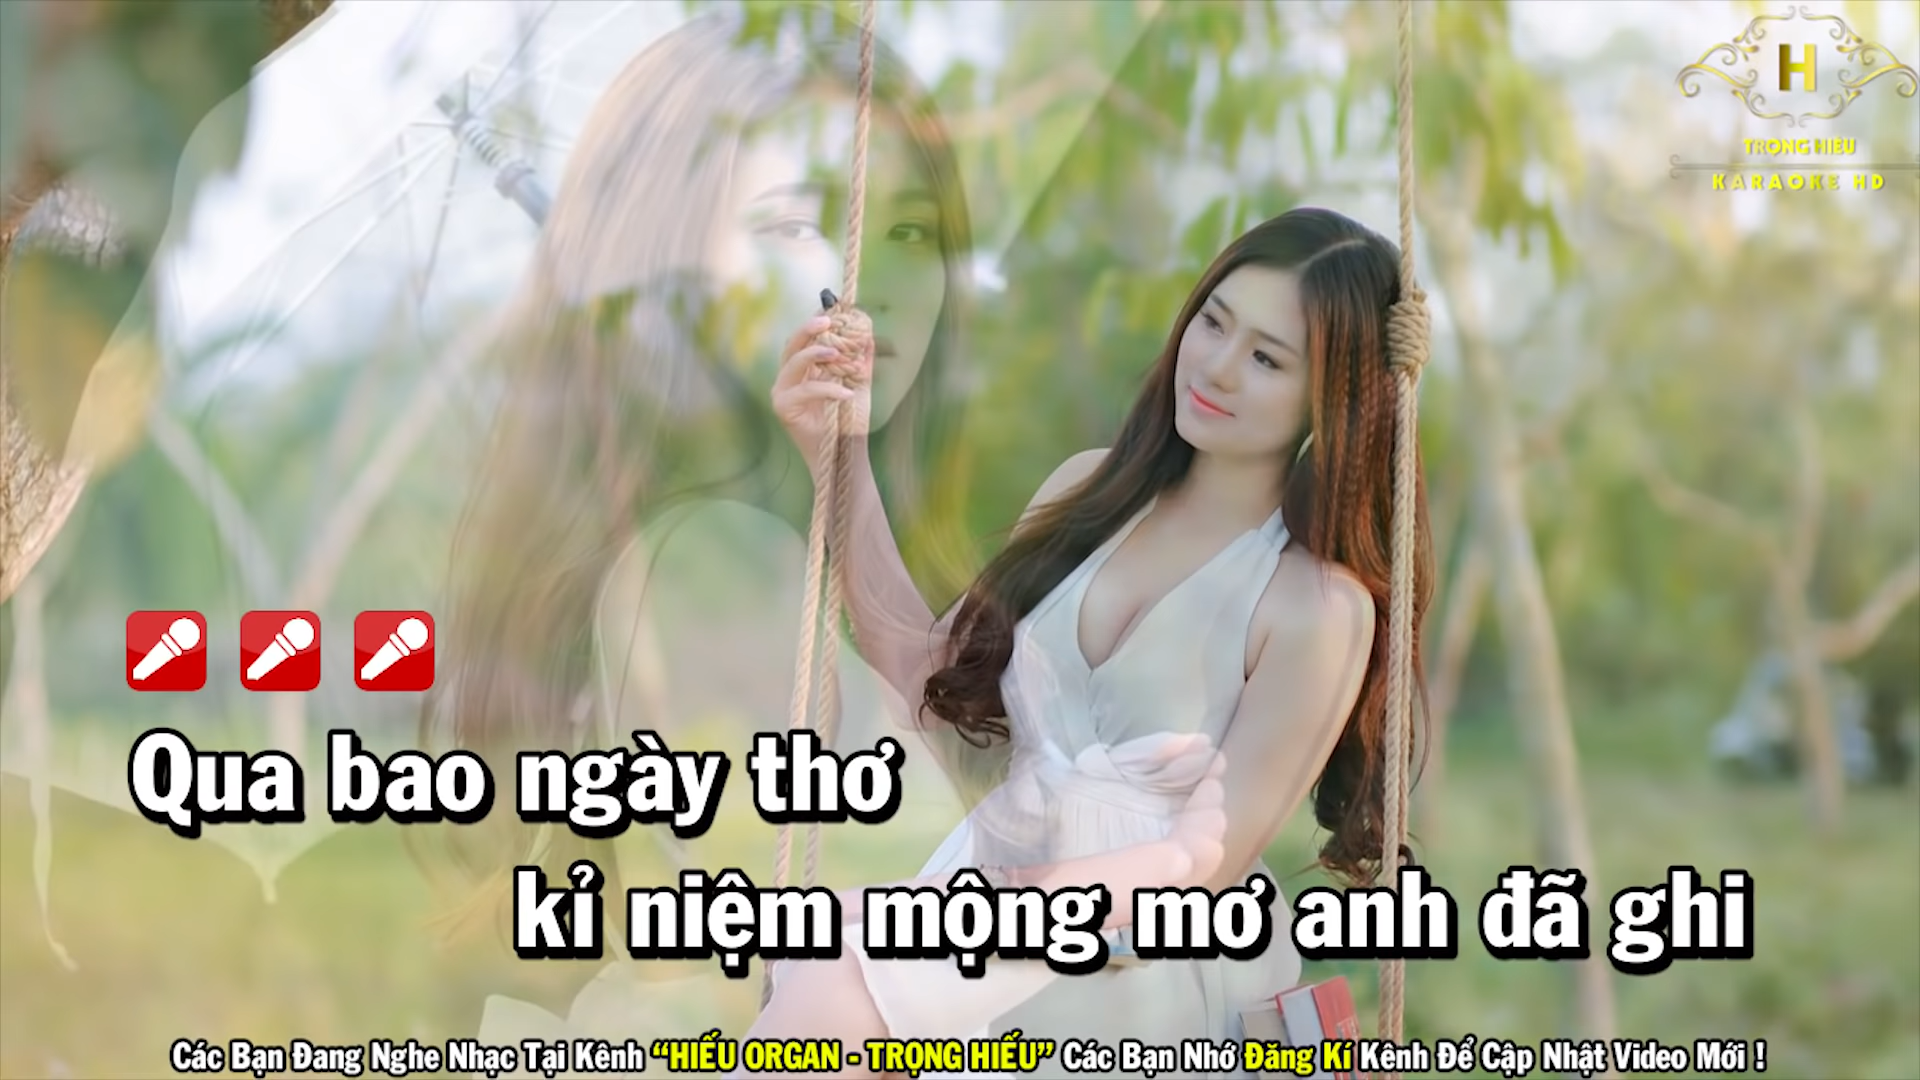 H
TRỌNG HIẾU
KARAOKE HD
Qua bao ngày thơ
kỉ niệm mộng mơ anh đã ghi
Các Bạn Đang Nghe Nhạc Tại Kênh “HIẾU ORGAN - TRỌNG HIẾU” Các Bạn Nhớ Đăng Kí Kênh Để Cập Nhật Video Mới !